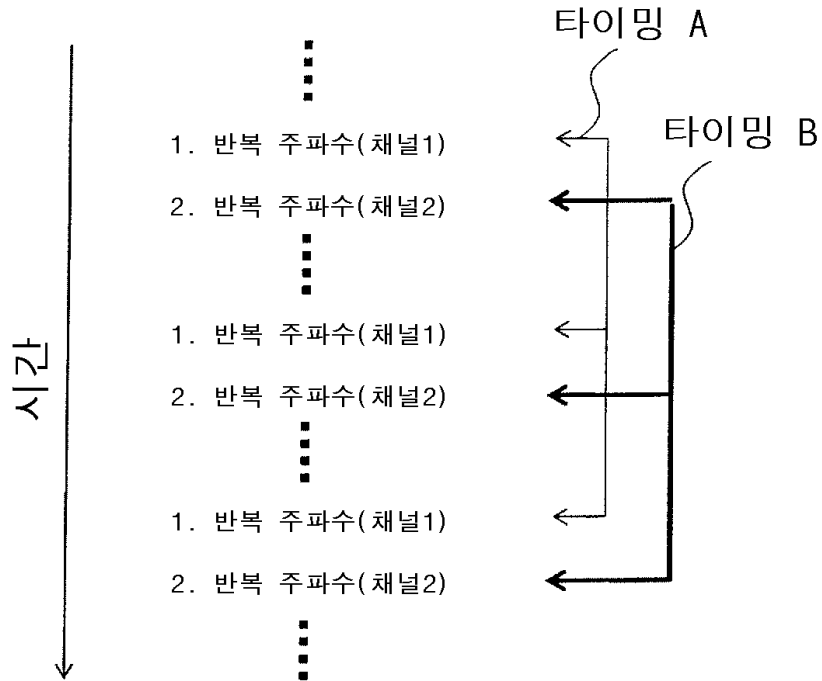 타이밍 A
타이밍 B
1. 반복 주파수(채널1)
2. 반복 주파수(채널2)
1. 반복 주파수(채널1)
2. 반복 주파수(채널2)
1. 반복 주파수(채널1)
2. 반복 주파수(채널2)
시간